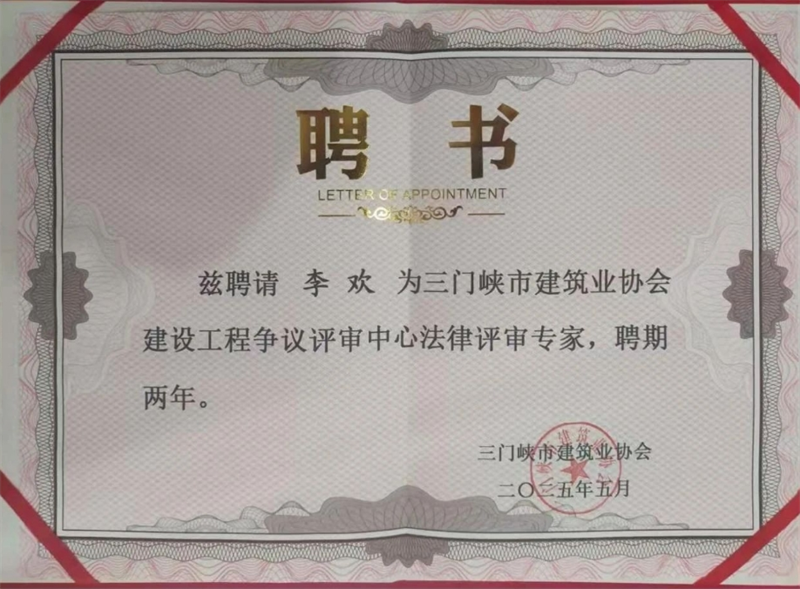 聘 书
LETTER OF APPOINTMENT
兹聘请 李 欢 为三门峡市建筑业协会
建设工程争议评审中心法律评审专家，聘期
两年。
三门峡市建筑业协会
二〇二五年五月